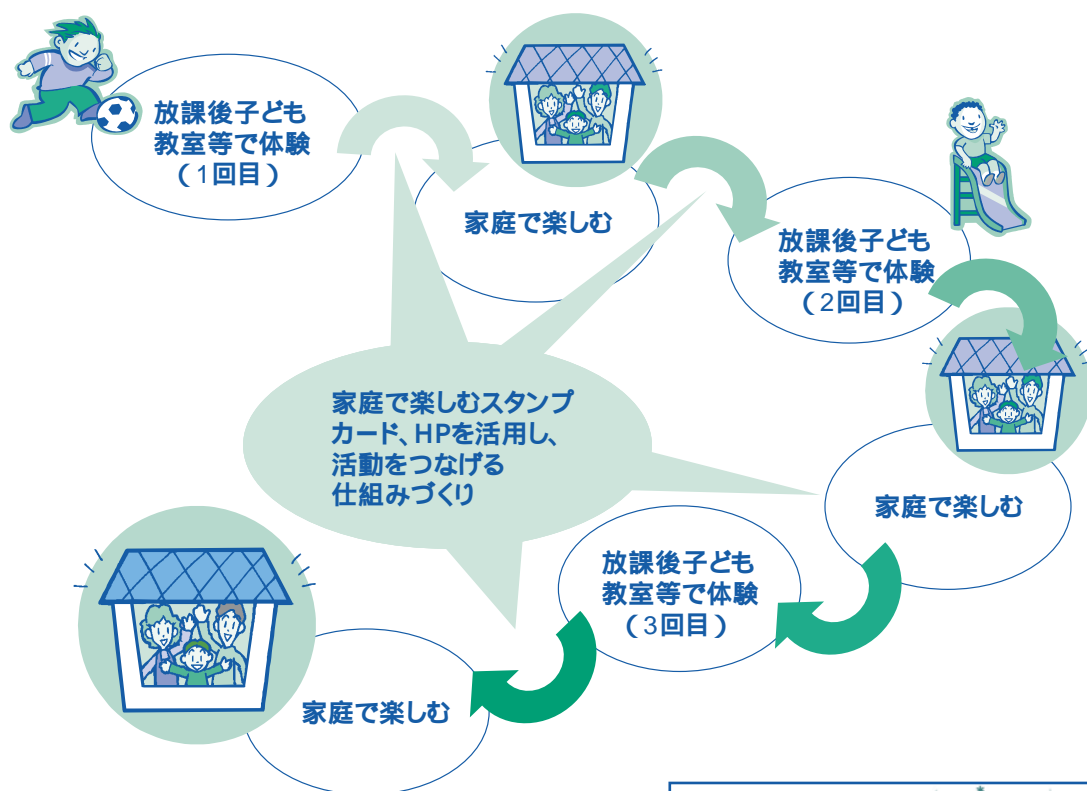 放課後子ども
教室等で体験
(1回目)
家庭で楽しむ
放課後子ども
教室等で体験
(2回目)
家庭で楽しむスタンプ
カード、HPを活用し、
活動をつなげる
仕組みづくり
家庭で楽しむ
放課後子ども
教室等で体験
(3回目)
家庭で楽しむ